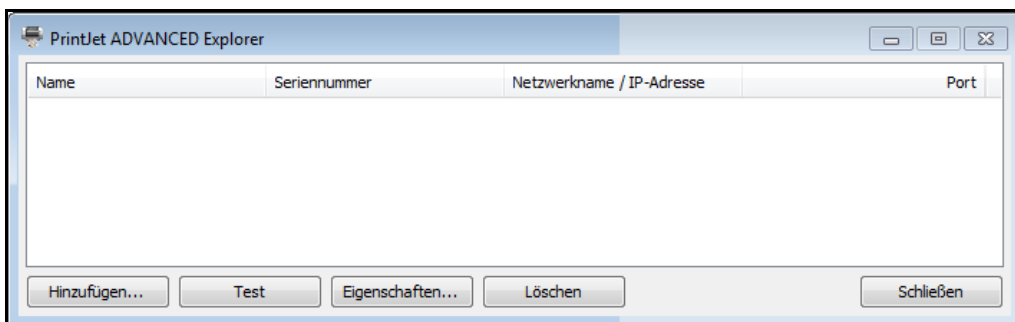 PrintJet ADVANCED Explorer
Name Seriennummer Netzwerkname / IP-Adresse Port
Hinzufügen... Test Eigenschaften... Löschen Schließen